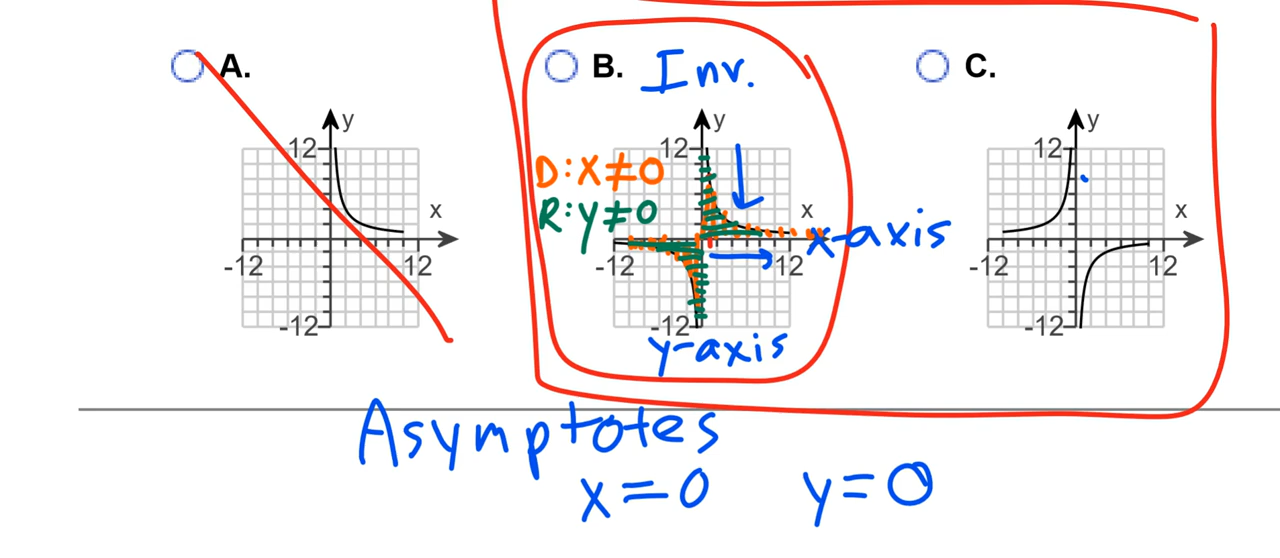 A.
B. Inv.
C.
y
y
y
12
12
12
D: x≠0
R: y≠0
x
x
x
x-axis
-12
12
-12
12
-12
12
-12
-12
-12
y-axis
Asymptotes
x=0 y=0